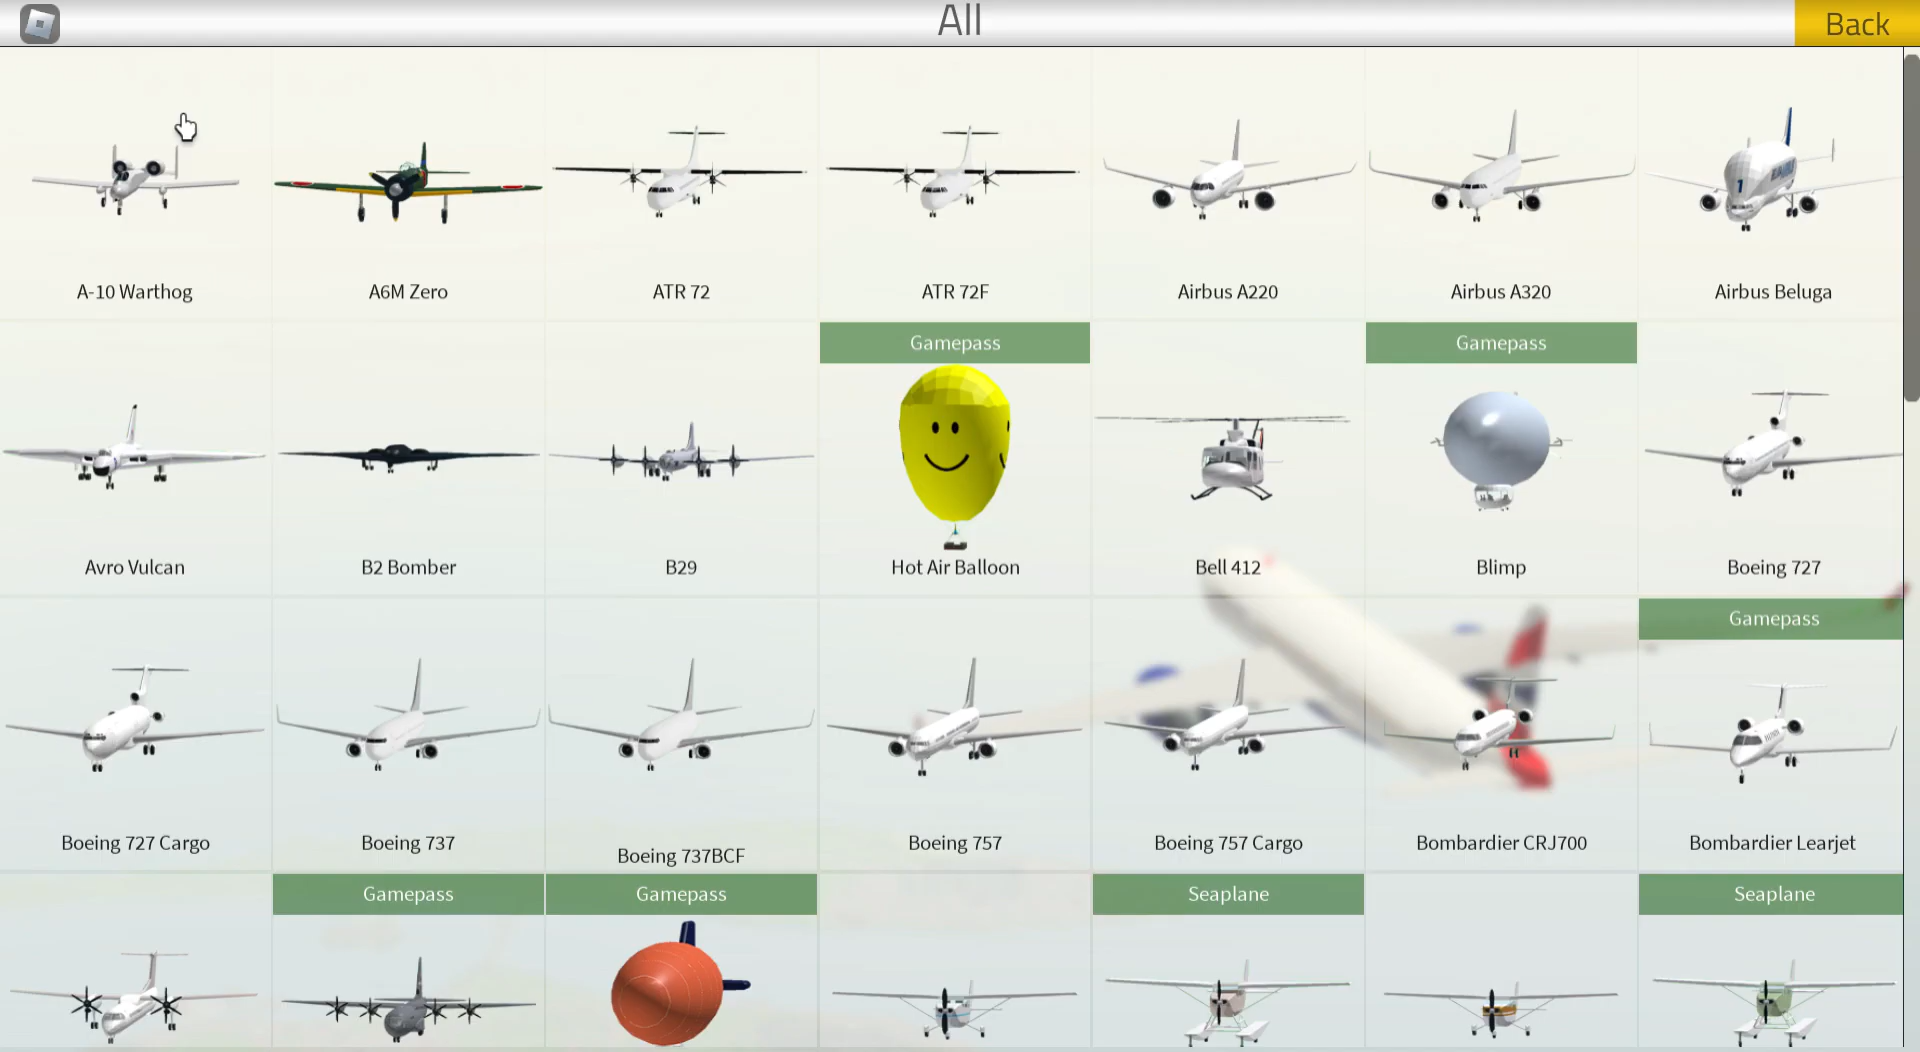 All
Back
A-10 Warthog
A6M Zero
ATR 72
ATR 72F
Airbus A220
Airbus A320
Airbus Beluga
Gamepass
Gamepass
Avro Vulcan
B2 Bomber
B29
Hot Air Balloon
Bell 412
Blimp
Boeing 727
Gamepass
Boeing 727 Cargo
Boeing 737
Boeing 737BCF
Boeing 757
Boeing 757 Cargo
Bombardier CRJ700
Bombardier Learjet
Gamepass
Gamepass
Seaplane
Seaplane